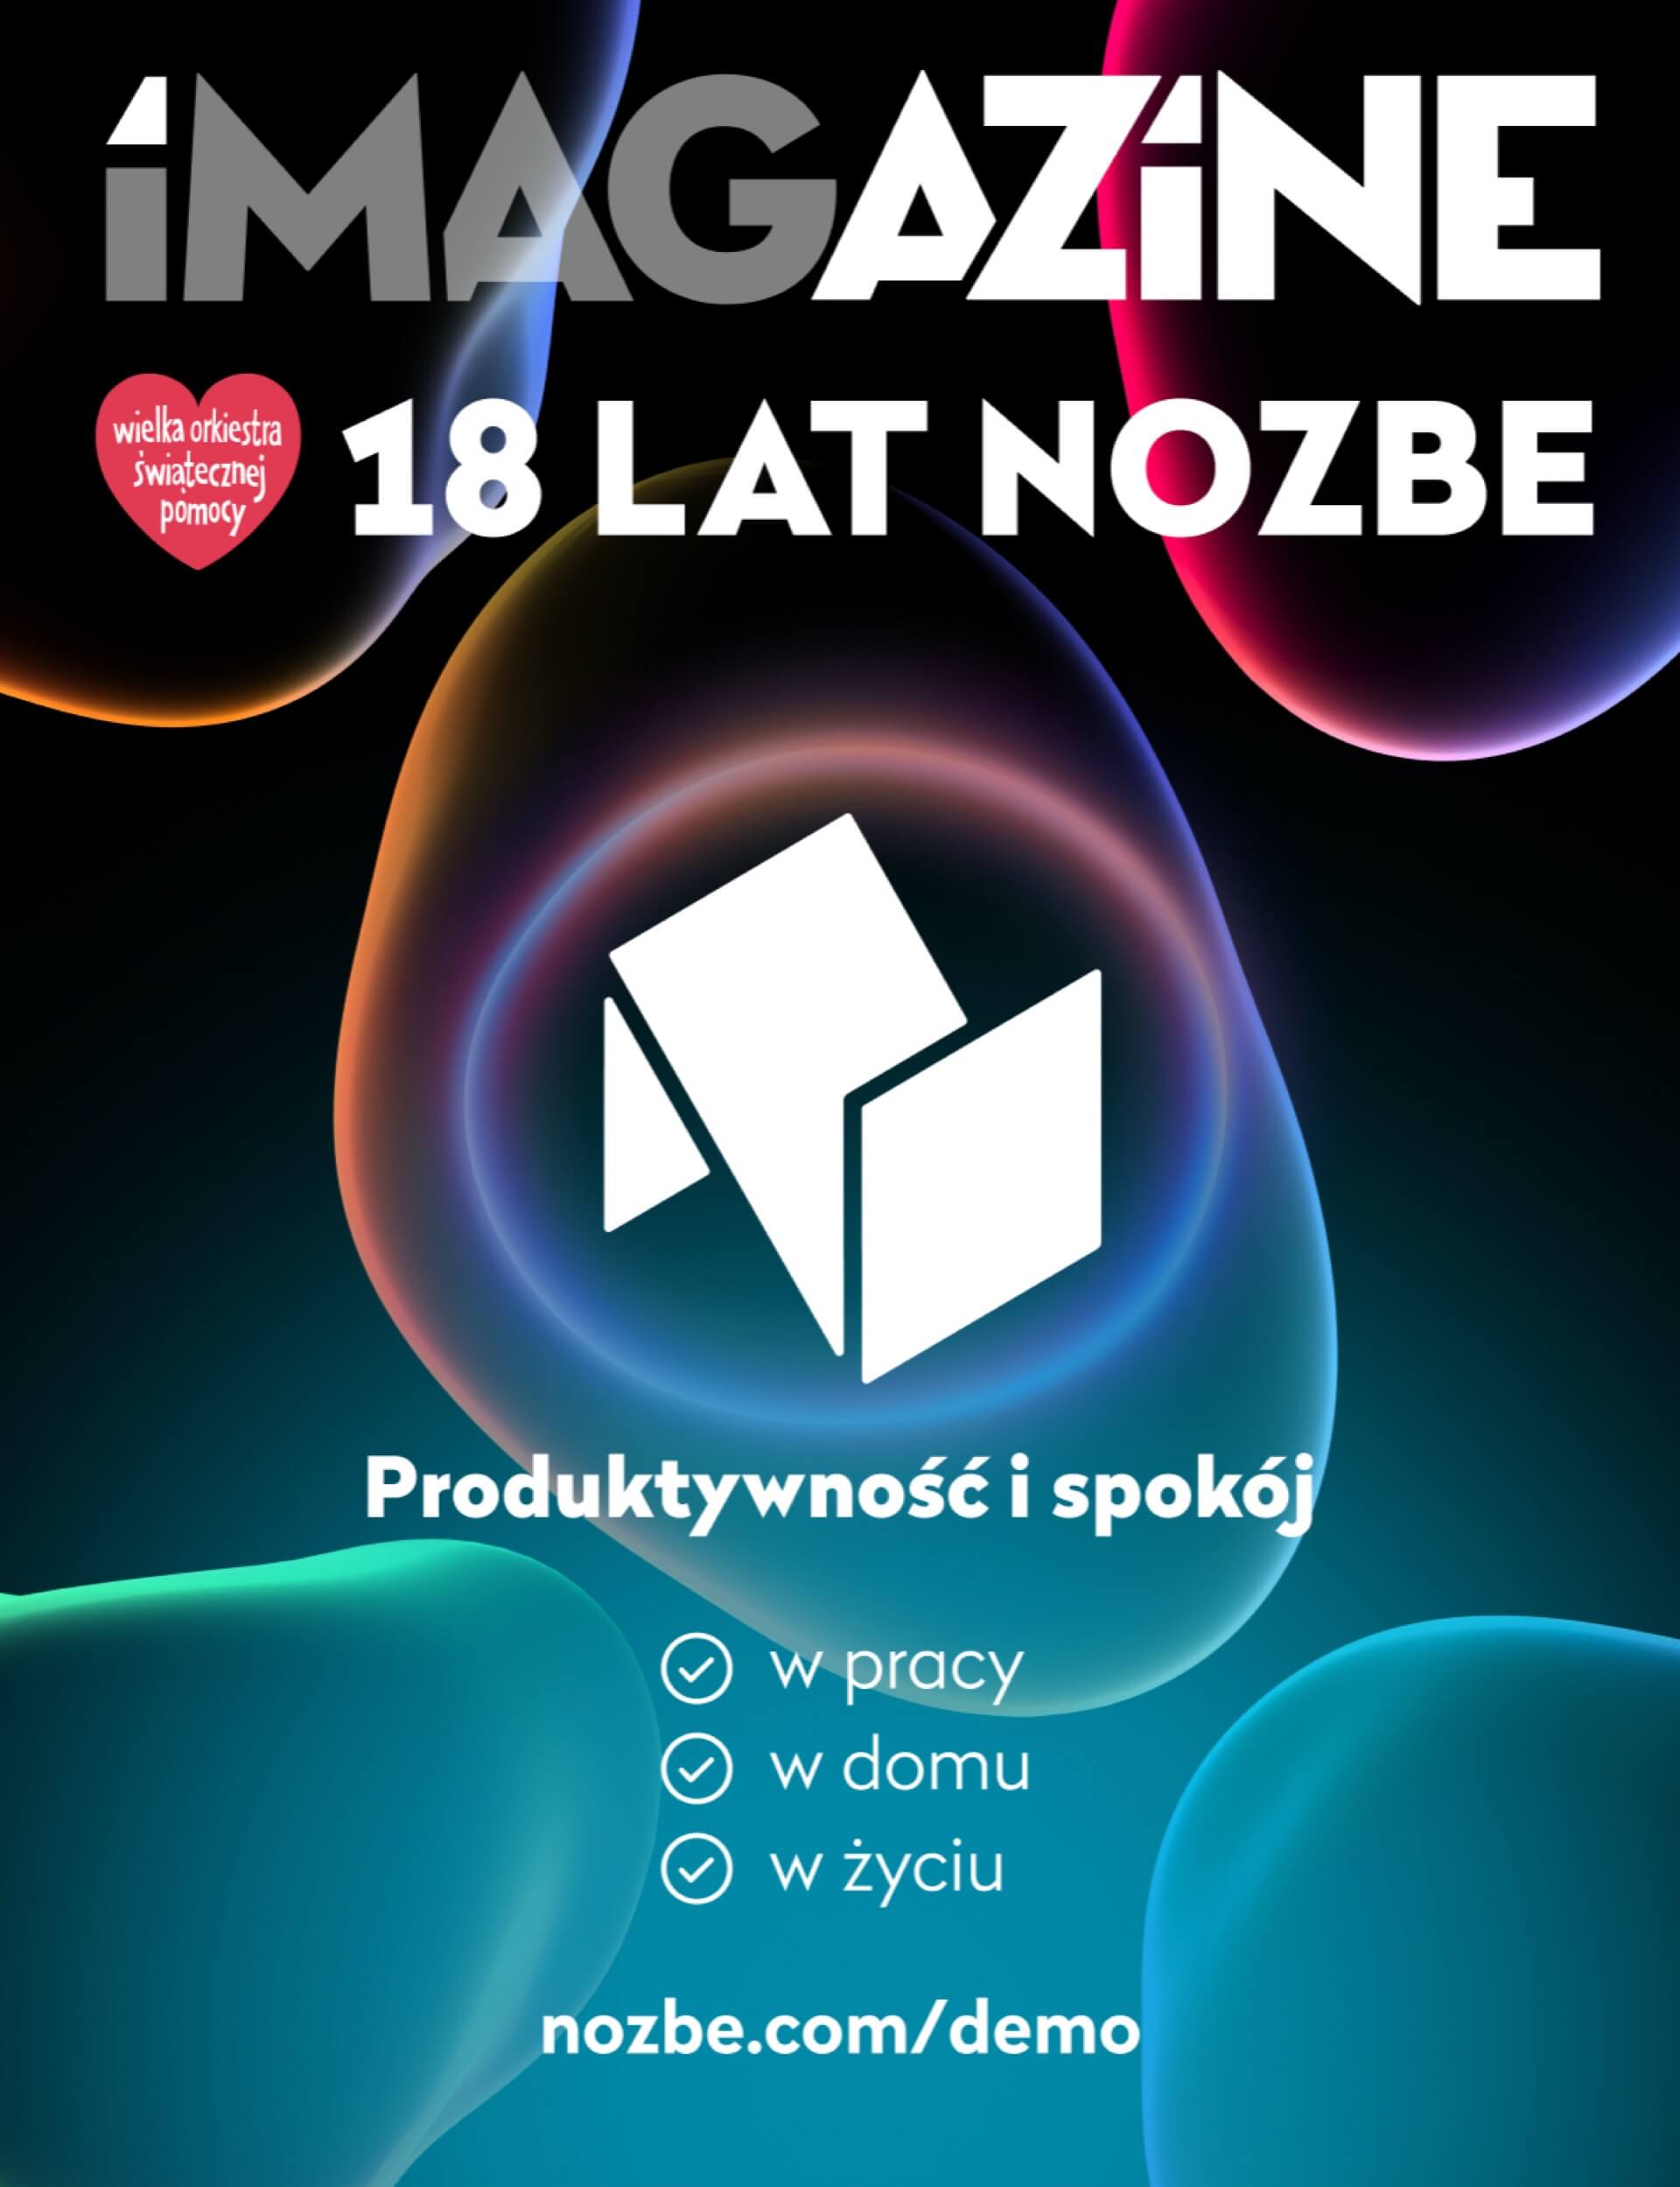 iMAGAZiNE
wielka orkiestra
świątecznej
pomocy
18 LAT NOZBE
Produktywność i spokój
w pracy
w domu
w życiu
nozbe.com/demo